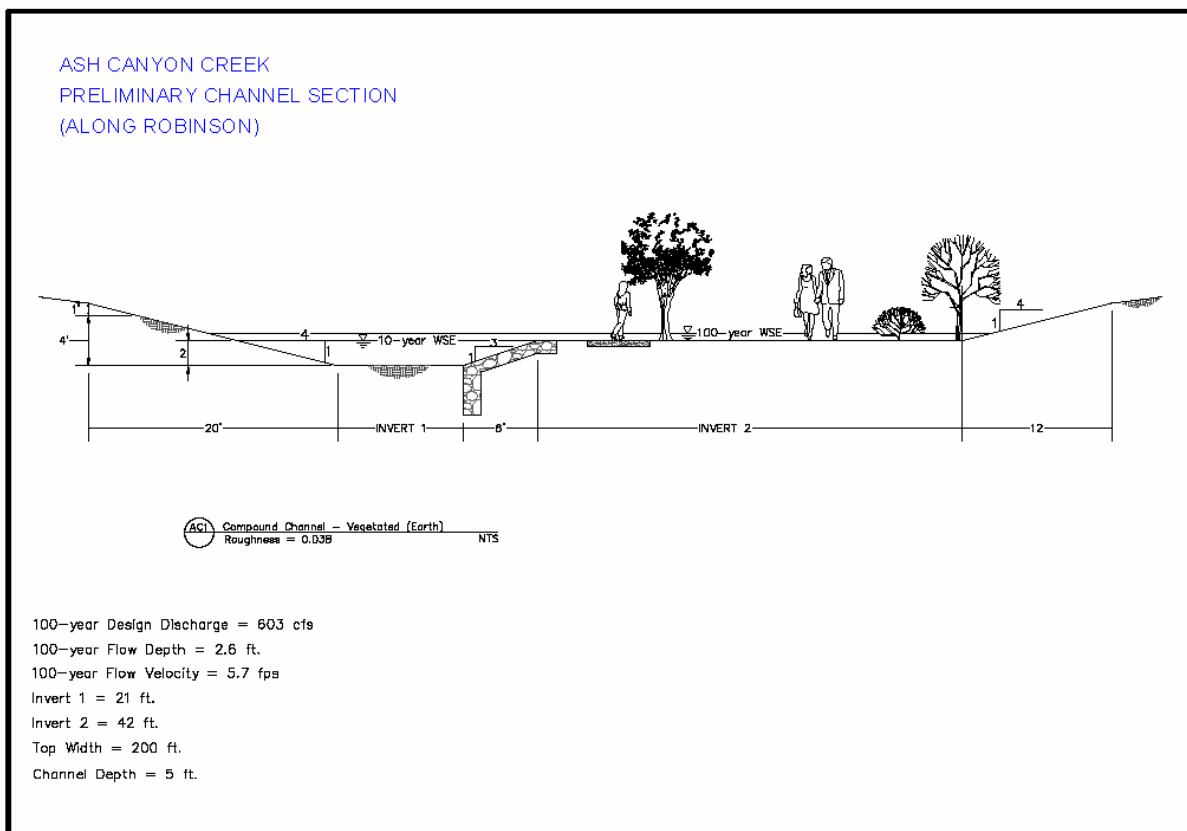 ASH CANYON CREEK
PRELIMINARY CHANNEL SECTION
(ALONG ROBINSON)
1'
4'
2
4
1
10-year WSE
3
1
100-year WSE
4
1
20'
INVERT 1
6'
INVERT 2
12
AC1 Compound Channel - Vegetated (Earth)
Roughness = 0.038 NTS
100-year Design Discharge = 603 cfs
100-year Flow Depth = 2.6 ft.
100-year Flow Velocity = 5.7 fps
Invert 1 = 21 ft.
Invert 2 = 42 ft.
Top Width = 200 ft.
Channel Depth = 5 ft.